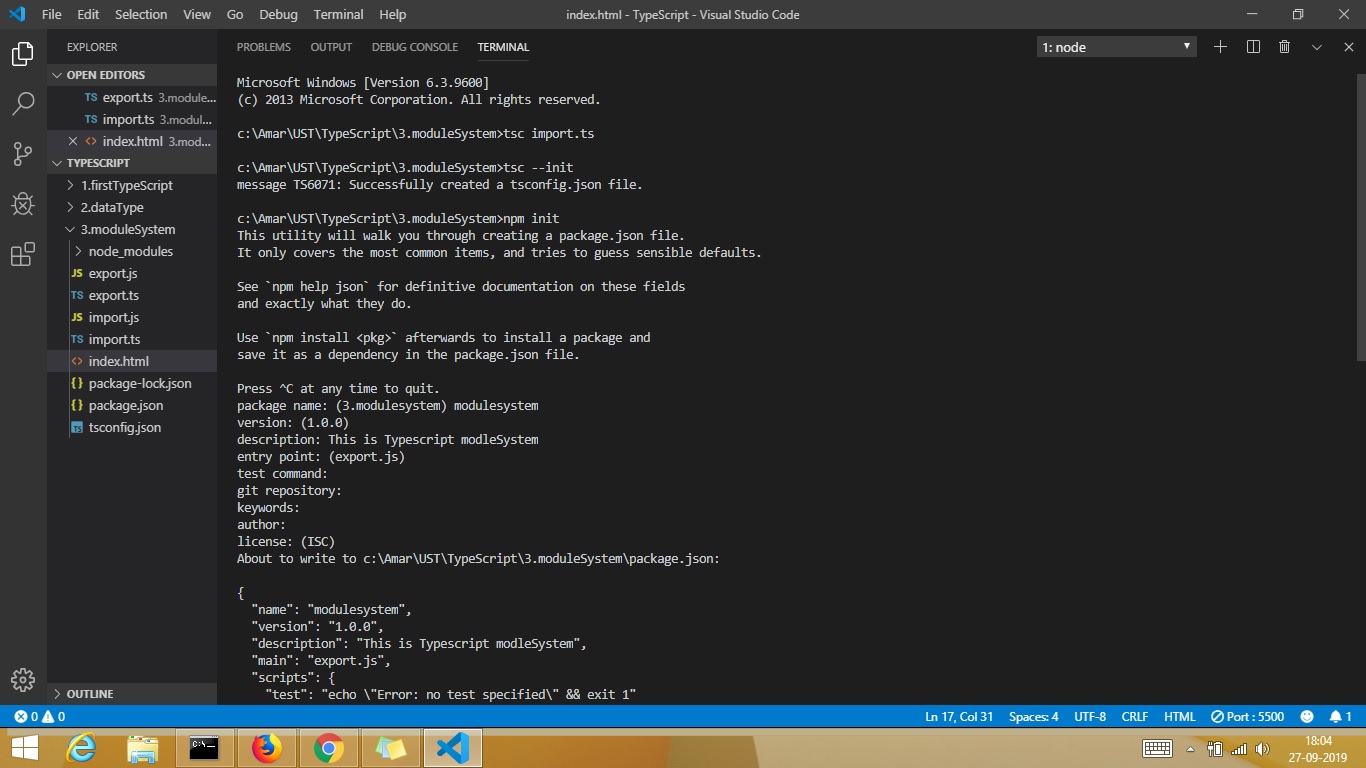 File Edit Selection View Go Debug Terminal Help
index.html - TypeScript - Visual Studio Code
EXPLORER
OPEN EDITORS
TS export.ts 3.module...
TS import.ts 3.modul...
index.html 3.mod...
TYPESCRIPT
1.firstTypeScript
2.dataType
3.moduleSystem
node_modules
JS export.js
TS export.ts
JS import.js
TS import.ts
<> index.html
{} package-lock.json
{} package.json
tsconfig.json
OUTLINE
PROBLEMS OUTPUT DEBUG CONSOLE TERMINAL
1: node
Microsoft Windows [Version 6.3.9600]
(c) 2013 Microsoft Corporation. All rights reserved.
c:\Amar\UST\TypeScript\3.moduleSystem>tsc import.ts
c:\Amar\UST\TypeScript\3.moduleSystem>tsc --init
message TS6071: Successfully created a tsconfig.json file.
c:\Amar\UST\TypeScript\3.moduleSystem>npm init
This utility will walk you through creating a package.json file.
It only covers the most common items, and tries to guess sensible defaults.
See `npm help json` for definitive documentation on these fields
and exactly what they do.
Use `npm install <pkg>` afterwards to install a package and
save it as a dependency in the package.json file.
Press ^C at any time to quit.
package name: (3.modulesystem) modulesystem
version: (1.0.0)
description: This is Typescript modleSystem
entry point: (export.js)
test command:
git repository:
keywords:
author:
license: (ISC)
About to write to c:\Amar\UST\TypeScript\3.moduleSystem\package.json:
{
"name": "modulesystem",
"version": "1.0.0",
"description": "This is Typescript modleSystem",
"main": "export.js",
"scripts": {
"test": "echo \"Error: no test specified\" && exit 1"
0 0
Ln 17, Col 31 Spaces: 4 UTF-8 CRLF HTML Port : 5500 1
C:\
18:04
27-09-2019